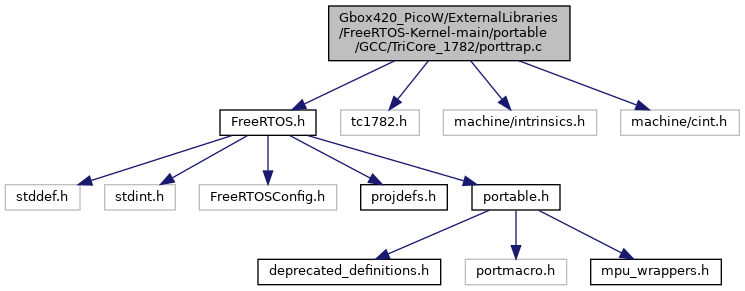 Gbox420_PicoW/ExternalLibraries
/FreeRTOS-Kernel-main/portable
/GCC/TriCore_1782/porttrap.c
FreeRTOS.h
tc1782.h
machine/intrinsics.h
machine/cint.h
stddef.h
stdint.h
FreeRTOSConfig.h
projdefs.h
portable.h
deprecated_definitions.h
portmacro.h
mpu_wrappers.h